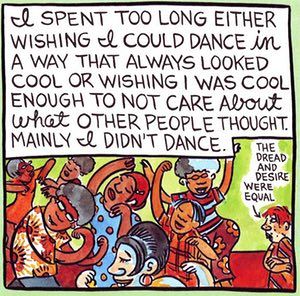 I SPENT TOO LONG EITHER
WISHING I COULD DANCE in
A WAY THAT ALWAYS LOOKED
COOL OR WISHING I WAS COOL
ENOUGH TO NOT CARE About
what OTHER PEOPLE THOUGHT.
MAINLY I DIDN'T DANCE.
THE
DREAD
AND
DESIRE
WERE
EQUAL